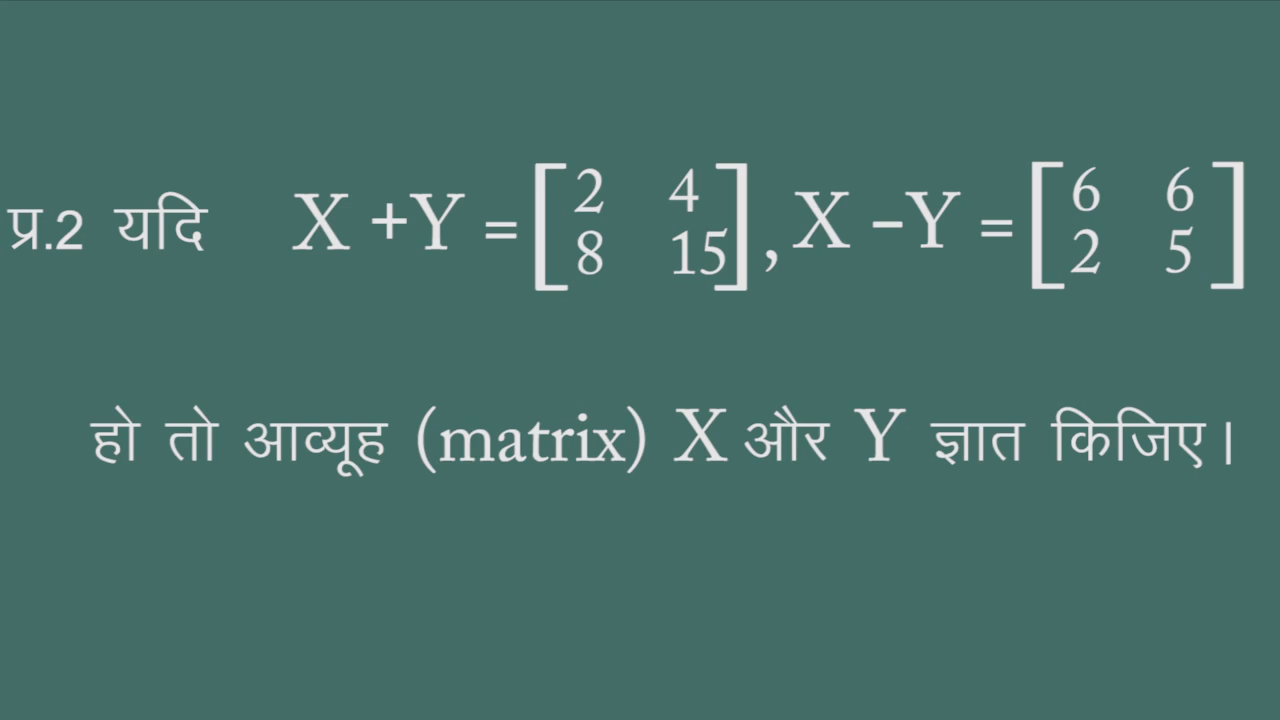 प्र.2 यदि X +Y = [2 4 8 15] , X −Y = [6 6 2 5]
हो तो आव्यूह (matrix) X और Y ज्ञात किजिए।